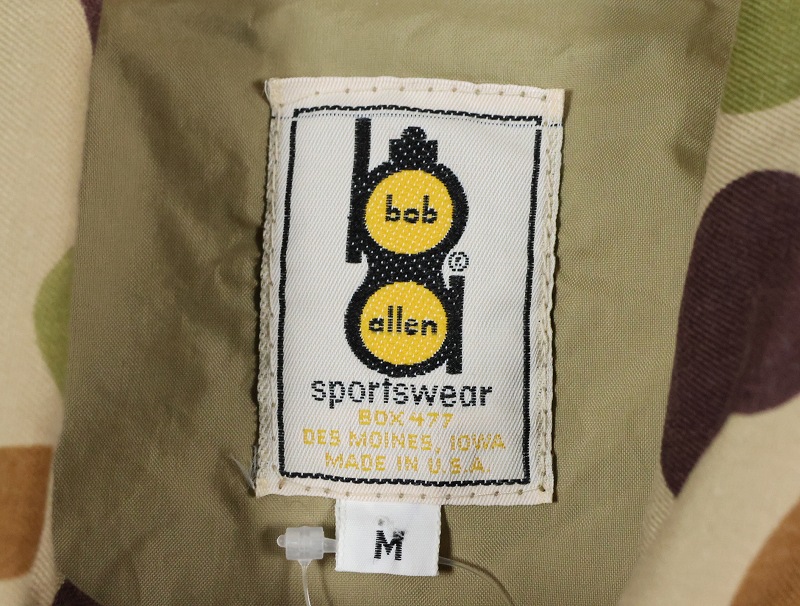 bob
®
allen
sportswear
BOX 477
DES MOINES, IOWA
MADE IN U.S.A.
M